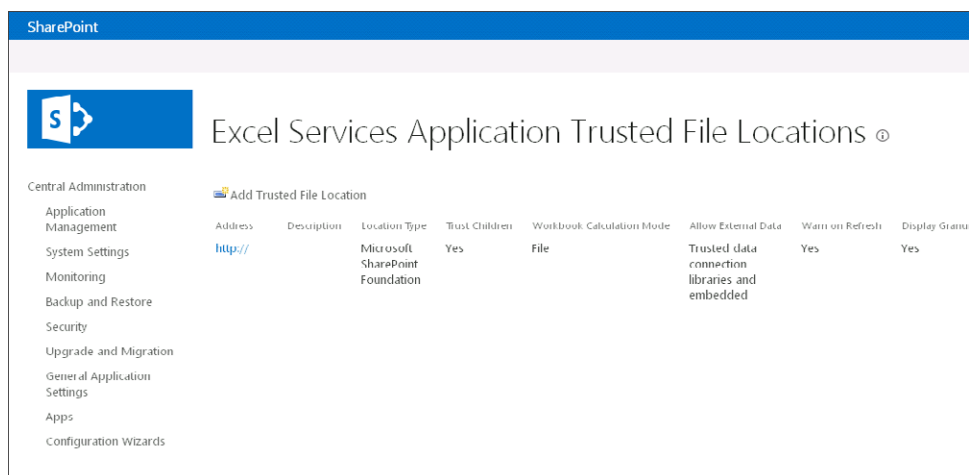 SharePoint
S
Excel Services Application Trusted File Locations
Central Administration
Application
Management
System Settings
Monitoring
Backup and Restore
Security
Upgrade and Migration
General Application
Settings
Apps
Configuration Wizards
Add Trusted File Location
Address Description Location Type Trust Children Workbook Calculation Mode Allow External Data Warn on Refresh Display Granu
http:// Microsoft Yes File Trusted data Yes Yes
SharePoint connection
Foundation libraries and
embedded